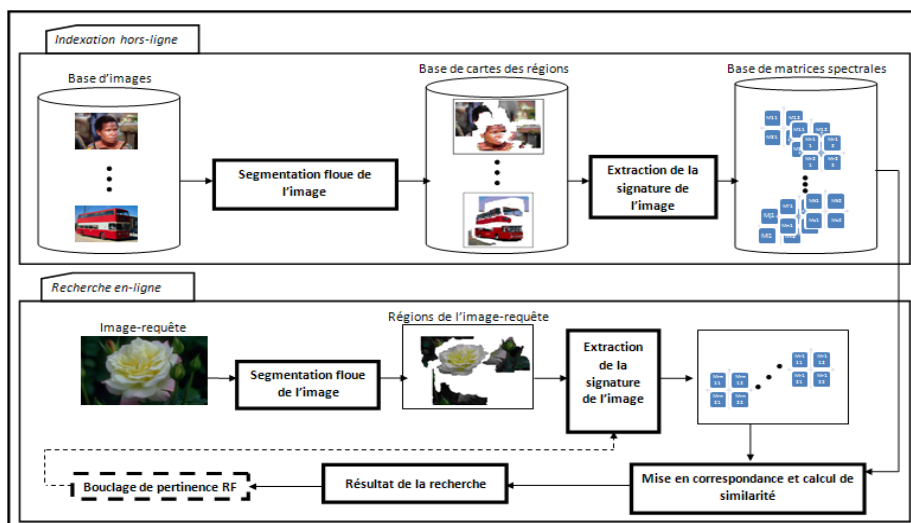 Indexation hors-ligne
Base d'images
Base de cartes des régions
Base de matrices spectrales
Segmentation floue de
l'image
Extraction de la
signature de
l'image
Recherche en-ligne
Image-requête
Régions de l'image-requête
Segmentation floue
de l'image
Extraction
de la
signature
de l'image
Bouclage de pertinence RF
Résultat de la recherche
Mise en correspondance et calcul de
similarité